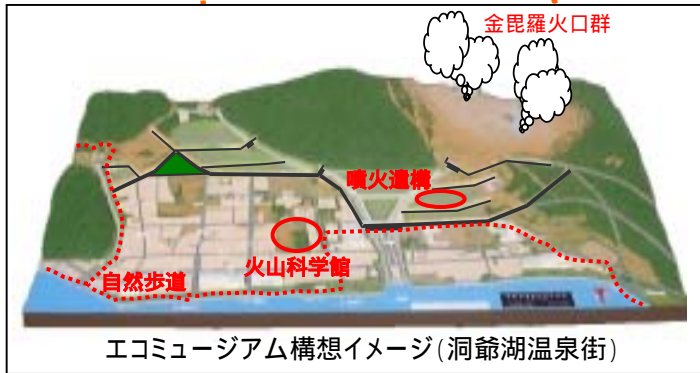 金毘羅火口群
噴火遺構
火山科学館
自然歩道
エコミュージアム構想イメージ(洞爺湖温泉街)